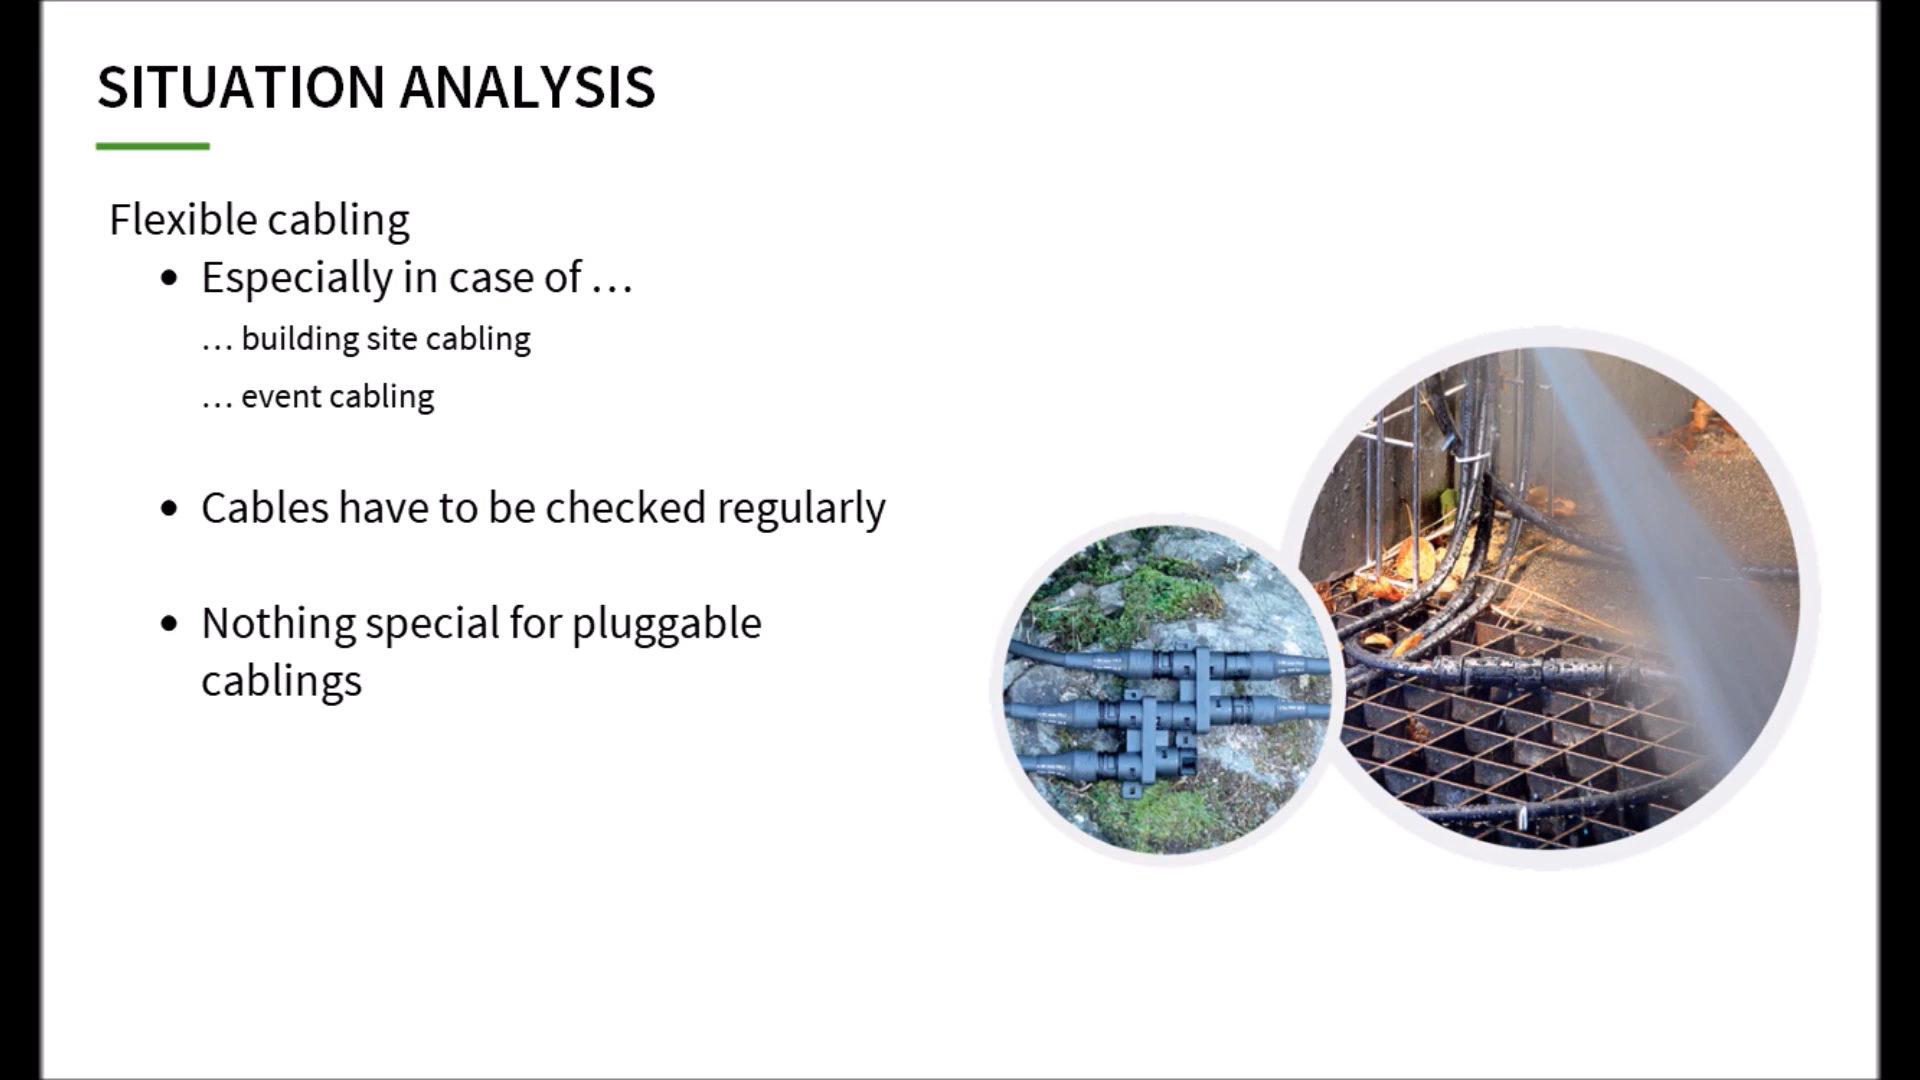 SITUATION ANALYSIS
Flexible cabling
• Especially in case of …
… building site cabling
… event cabling
• Cables have to be checked regularly
• Nothing special for pluggable
cablings